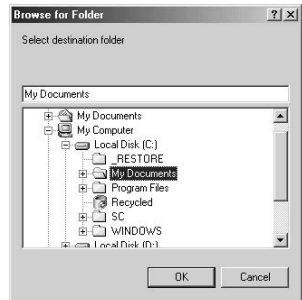 Browse for Folder
Select destination folder
My Documents
My Documents
My Computer
Local Disk (C:)
_RESTORE
My Documents
Program Files
Recycled
SC
WINDOWS
Local Disk (D:)
OK Cancel